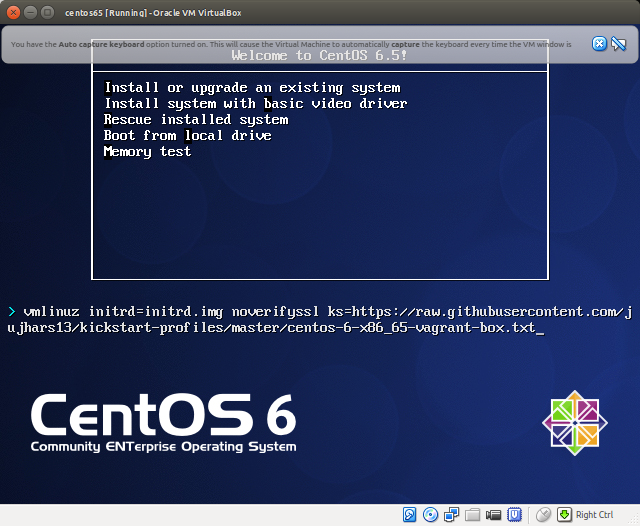 centos65 [Running] - Oracle VM VirtualBox
You have the Auto capture keyboard option turned on. This will cause the Virtual Machine to automatically capture the keyboard every time the VM window is
Welcome to CentOS 6.5!
Install or upgrade an existing system
Install system with basic video driver
Rescue installed system
Boot from local drive
Memory test
> vmlinuz initrd=initrd.img noverifyssl ks=https://raw.githubusercontent.com/j
ujhars13/kickstart-profiles/master/centos-6-x86_65-vagrant-box.txt_
CentOS 6
Community ENTerprise Operating System
Right Ctrl